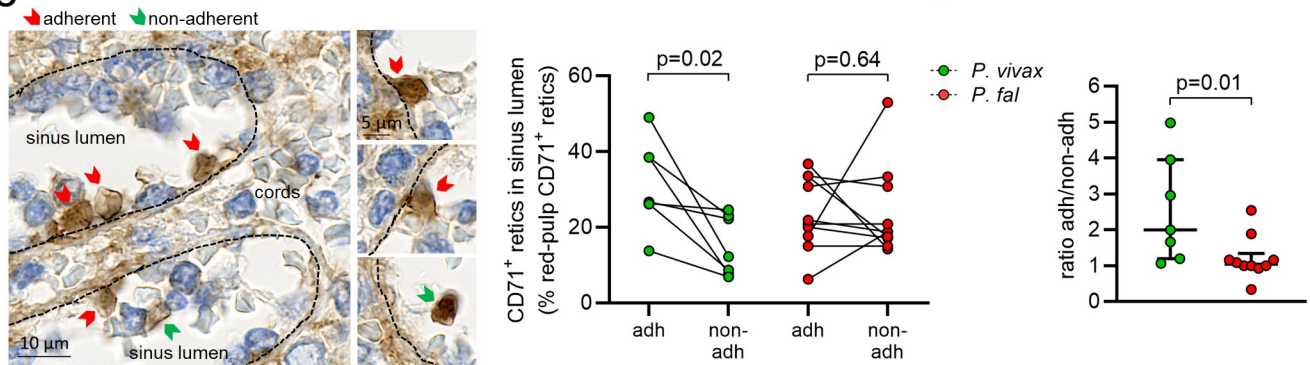 adherent non-adherent
sinus lumen
cords
10 µm
sinus lumen
5 µm
CD71+ retics in sinus lumen
(% red-pulp CD71+ retics)
60
40
20
0
p=0.02
p=0.64
adh
non-
adh
adh
non-
adh
P. vivax
P. fal
ratio adh/non-adh
6
5
4
3
2
1
0
p=0.01